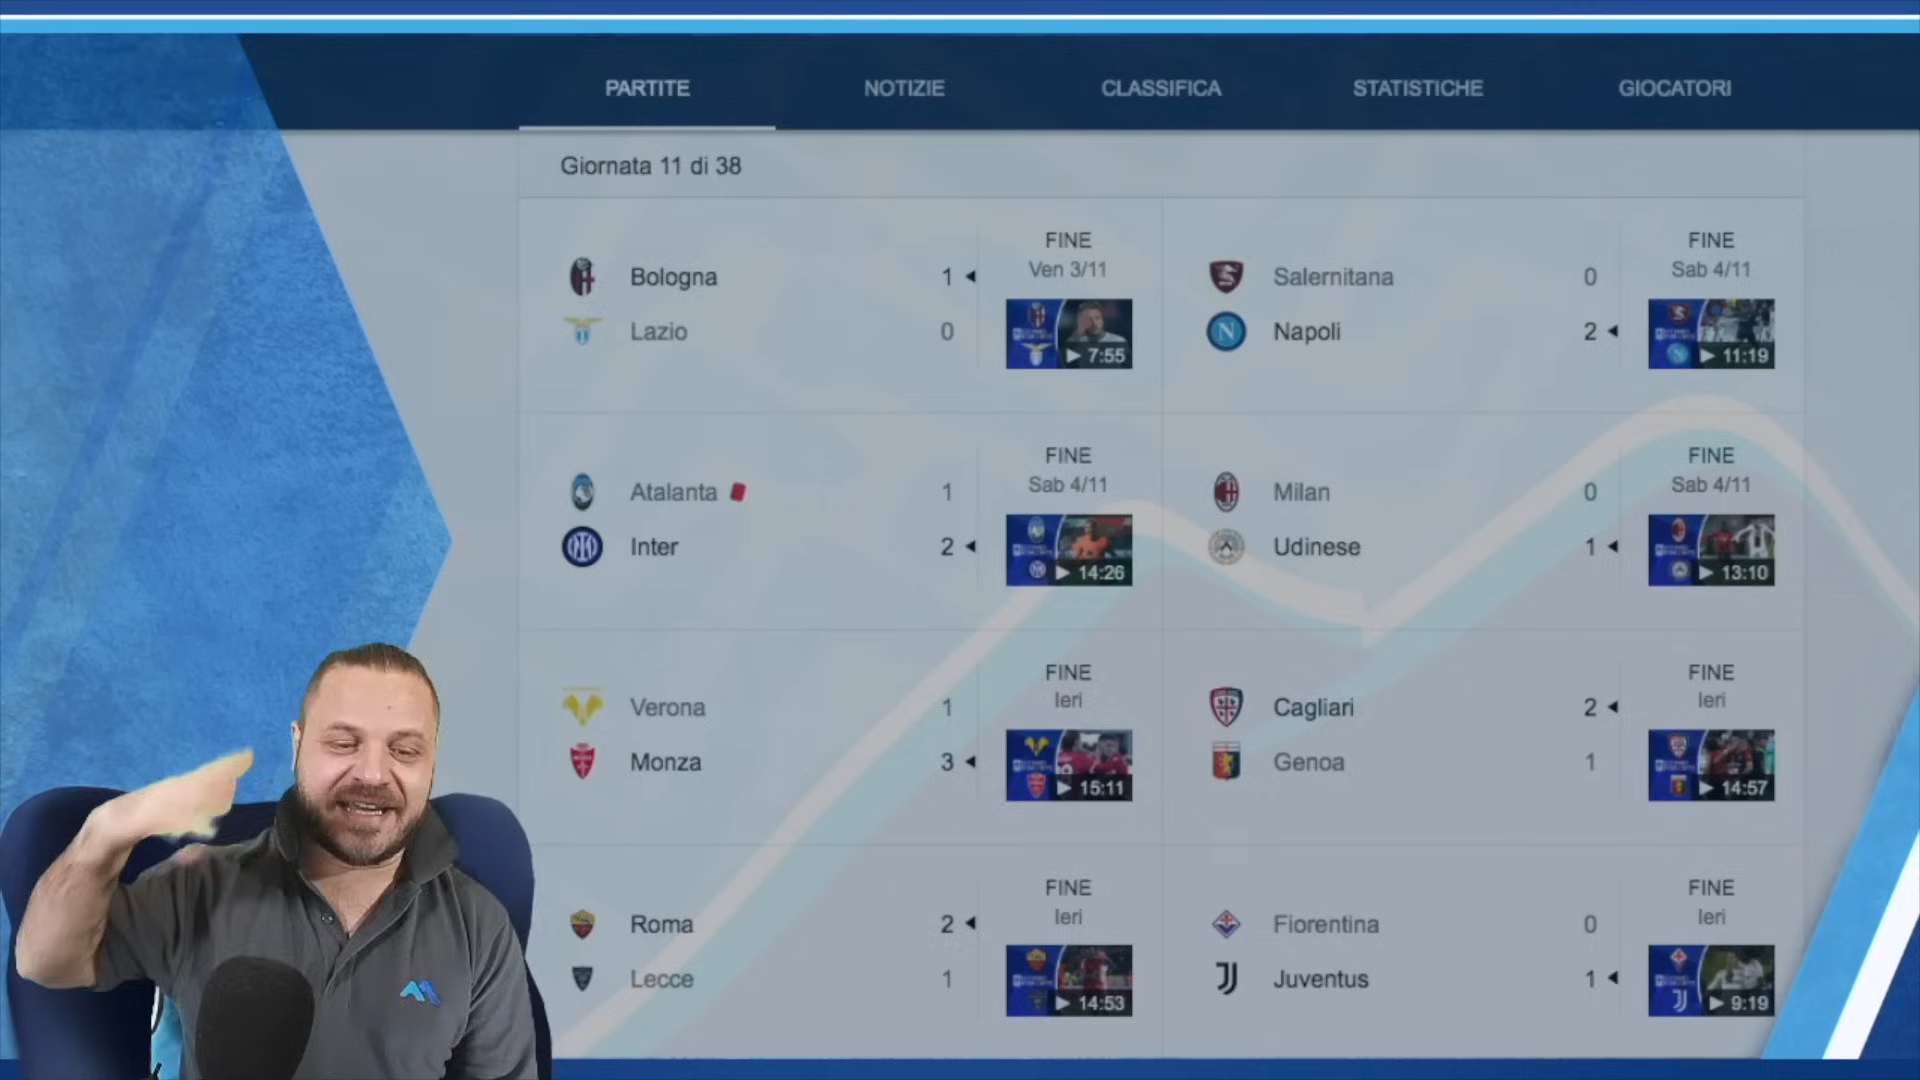 PARTITE NOTIZIE CLASSIFICA STATISTICHE GIOCATORI
Giornata 11 di 38
Bologna 1
Lazio 0
FINE
Ven 3/11
7:55
Salernitana 0
Napoli 2
FINE
Sab 4/11
11:19
Atalanta 1
Inter 2
FINE
Sab 4/11
14:26
Milan 0
Udinese 1
FINE
Sab 4/11
13:10
Verona 1
Monza 3
FINE
Ieri
15:11
Cagliari 2
Genoa 1
FINE
Ieri
14:57
Roma 2
Lecce 1
FINE
Ieri
14:53
Fiorentina 0
Juventus 1
FINE
Ieri
9:19